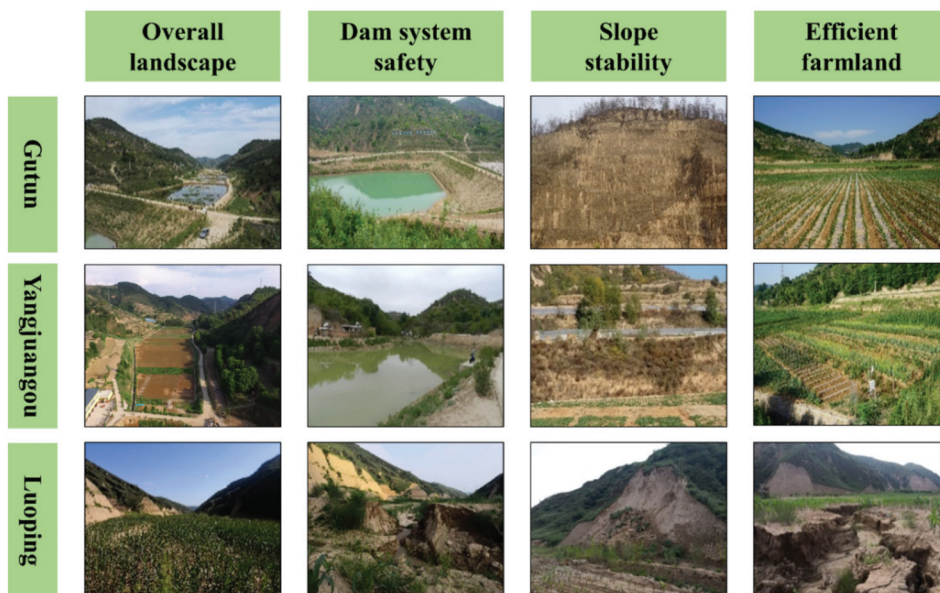 Overall
landscape
Dam system
safety
Slope
stability
Efficient
farmland
Gutun
Yangjuangou
Luoping